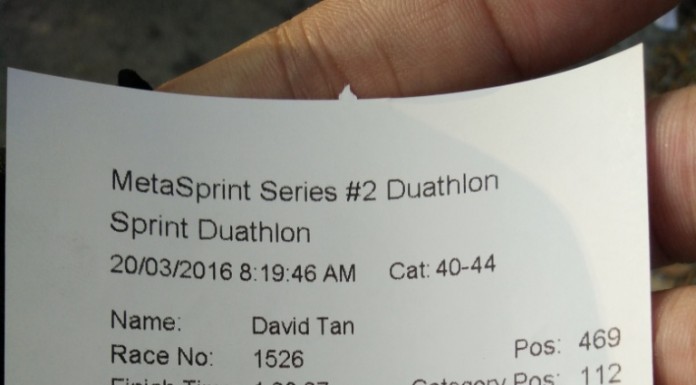 MetaSprint Series #2 Duathlon
Sprint Duathlon
20/03/2016 8:19:46 AM Cat: 40-44
Name: David Tan
Race No: 1526 Pos: 469
Category Pos: 112